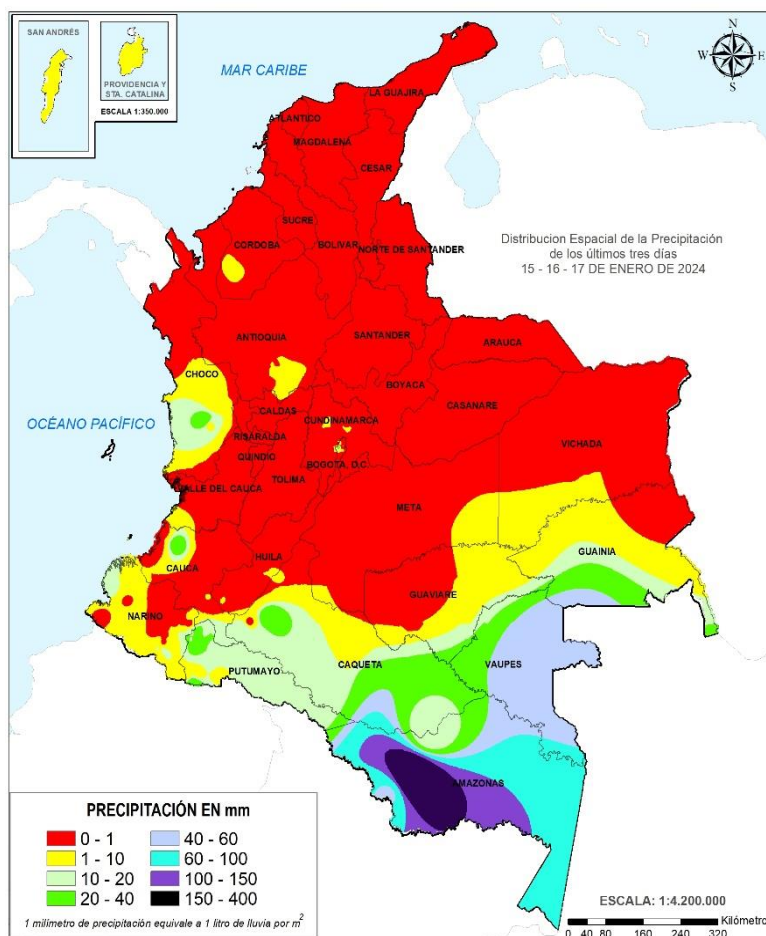 SAN ANDRÉS
PROVIDENCIA Y
STA. CATALINA
ESCALA 1:350.000
MAR CARIBE
N
W
E
S
LA GUAJIRA
ATLANTICO
MAGDALENA
CESAR
SUCRE
CORDOBA
BOLIVAR
NORTE DE SANTANDER
Distribucion Espacial de la Precipitación
de los últimos tres días
15 - 16 - 17 DE ENERO DE 2024
ANTIOQUIA
SANTANDER
ARAUCA
CHOCO
BOYACA
CASANARE
OCÉANO PACÍFICO
CALDAS
CUNDINAMARCA
RISARALDA
VICHADA
QUINDIO
BOGOTA, D.C.
TOLIMA
VALLE DEL CAUCA
META
HUILA
GUAINIA
CAUCA
GUAVIARE
NARIÑO
PUTUMAYO
CAQUETA
VAUPES
AMAZONAS
PRECIPITACIÓN EN mm
0 - 1
40 - 60
1 - 10
60 - 100
10 - 20
100 - 150
20 - 40
150 - 400
1 milímetro de precipitación equivale a 1 litro de lluvia por m²
ESCALA: 1:4.200.000
Kilómetro
0 40 80 160 240 320